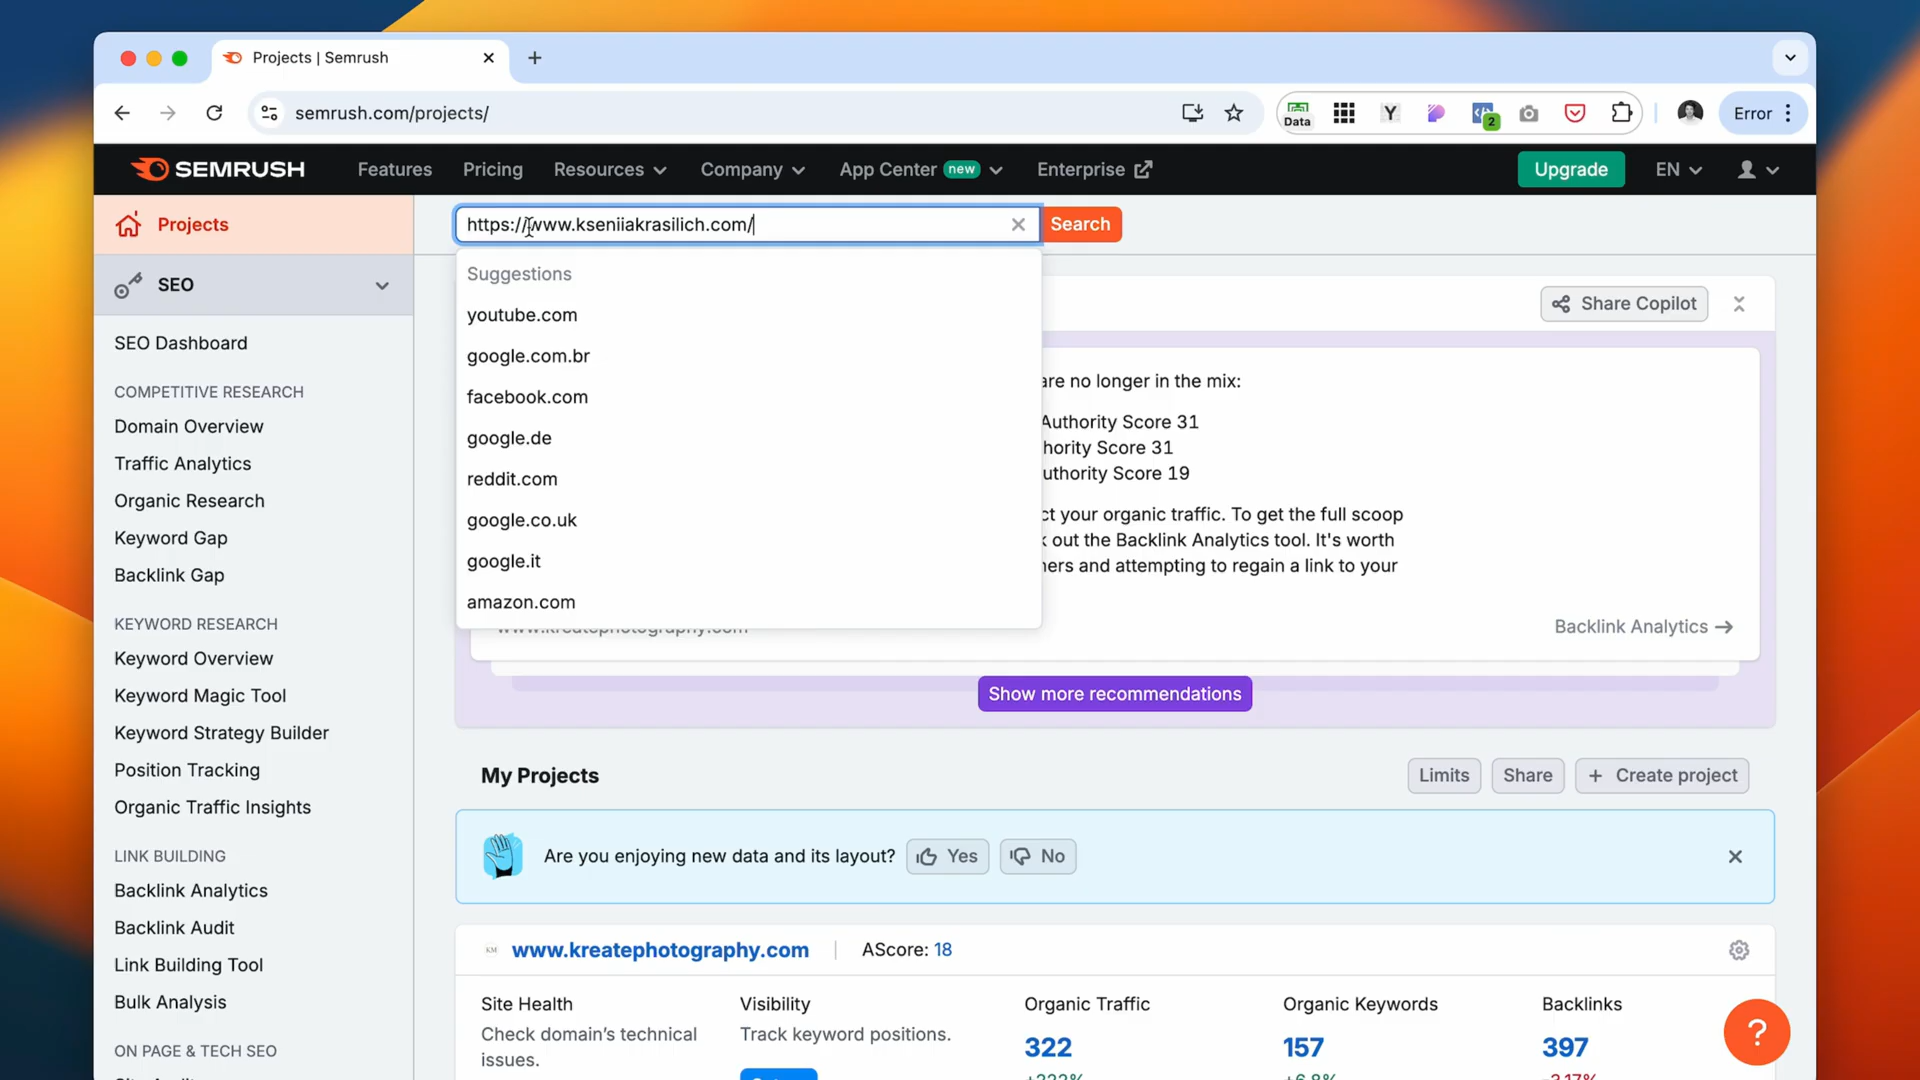 Projects | Semrush
semrush.com/projects/
Data
Y
2
Error
SEMRUSH
Features
Pricing
Resources
Company
App Center new
Enterprise
Upgrade
EN
Projects
https://www.kseniiakrasilich.com/
Search
SEO
Suggestions
youtube.com
google.com.br
facebook.com
google.de
reddit.com
google.co.uk
google.it
amazon.com
Share Copilot
are no longer in the mix:
Authority Score 31
hority Score 31
uthority Score 19
ct your organic traffic. To get the full scoop
k out the Backlink Analytics tool. It's worth
ners and attempting to regain a link to your
www.kreatephotography.com
Backlink Analytics →
Show more recommendations
SEO Dashboard
COMPETITIVE RESEARCH
Domain Overview
Traffic Analytics
Organic Research
Keyword Gap
Backlink Gap
KEYWORD RESEARCH
Keyword Overview
Keyword Magic Tool
Keyword Strategy Builder
Position Tracking
Organic Traffic Insights
LINK BUILDING
Backlink Analytics
Backlink Audit
Link Building Tool
Bulk Analysis
ON PAGE & TECH SEO
My Projects
Limits
Share
+ Create project
Are you enjoying new data and its layout?
Yes
No
KM
www.kreatephotography.com
AScore: 18
Site Health
Check domain's technical
issues.
Visibility
Track keyword positions.
Organic Traffic
322
Organic Keywords
157
Backlinks
397
?